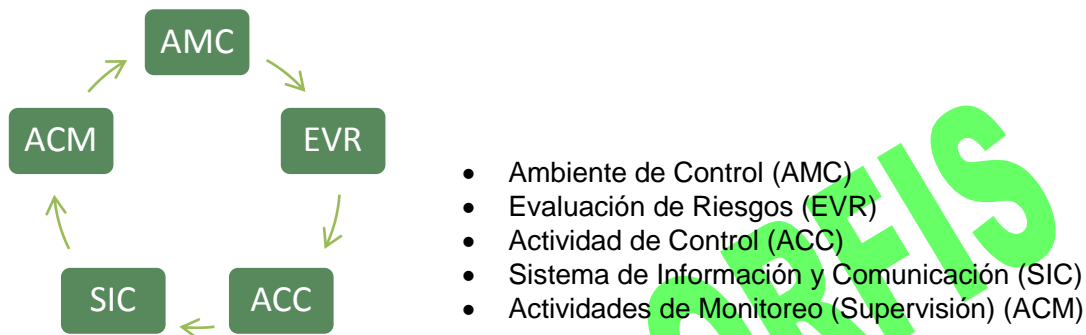 AMC
ACM
EVR
SIC
ACC
• Ambiente de Control (AMC)
• Evaluación de Riesgos (EVR)
• Actividad de Control (ACC)
• Sistema de Información y Comunicación (SIC)
• Actividades de Monitoreo (Supervisión) (ACM)
ORFIS